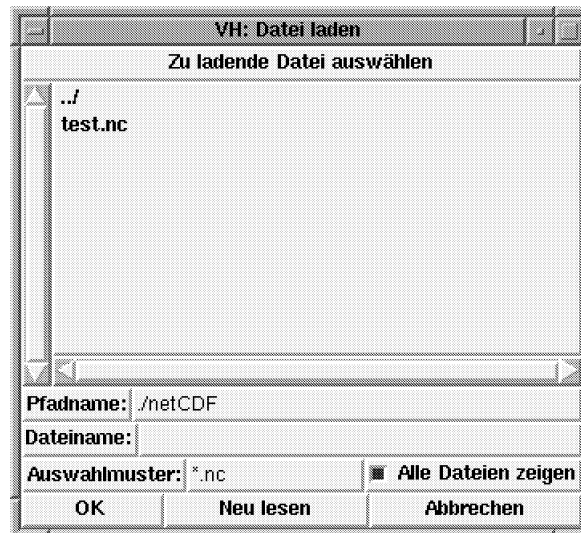 VH: Datei laden
Zu ladende Datei auswählen
../
test.nc
Pfadname: ./netCDF
Dateiname:
Auswahlmuster: *.nc Alle Dateien zeigen
OK Neu lesen Abbrechen